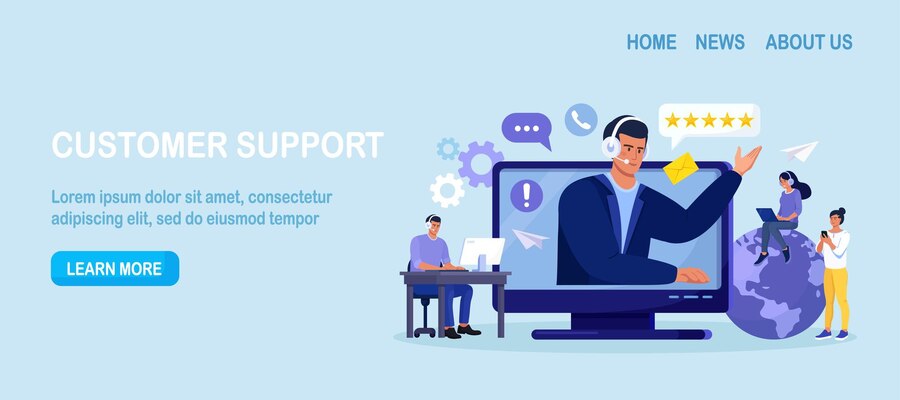 HOME NEWS ABOUT US
CUSTOMER SUPPORT
Lorem ipsum dolor sit amet, consectetur
adipiscing elit, sed do eiusmod tempor
LEARN MORE